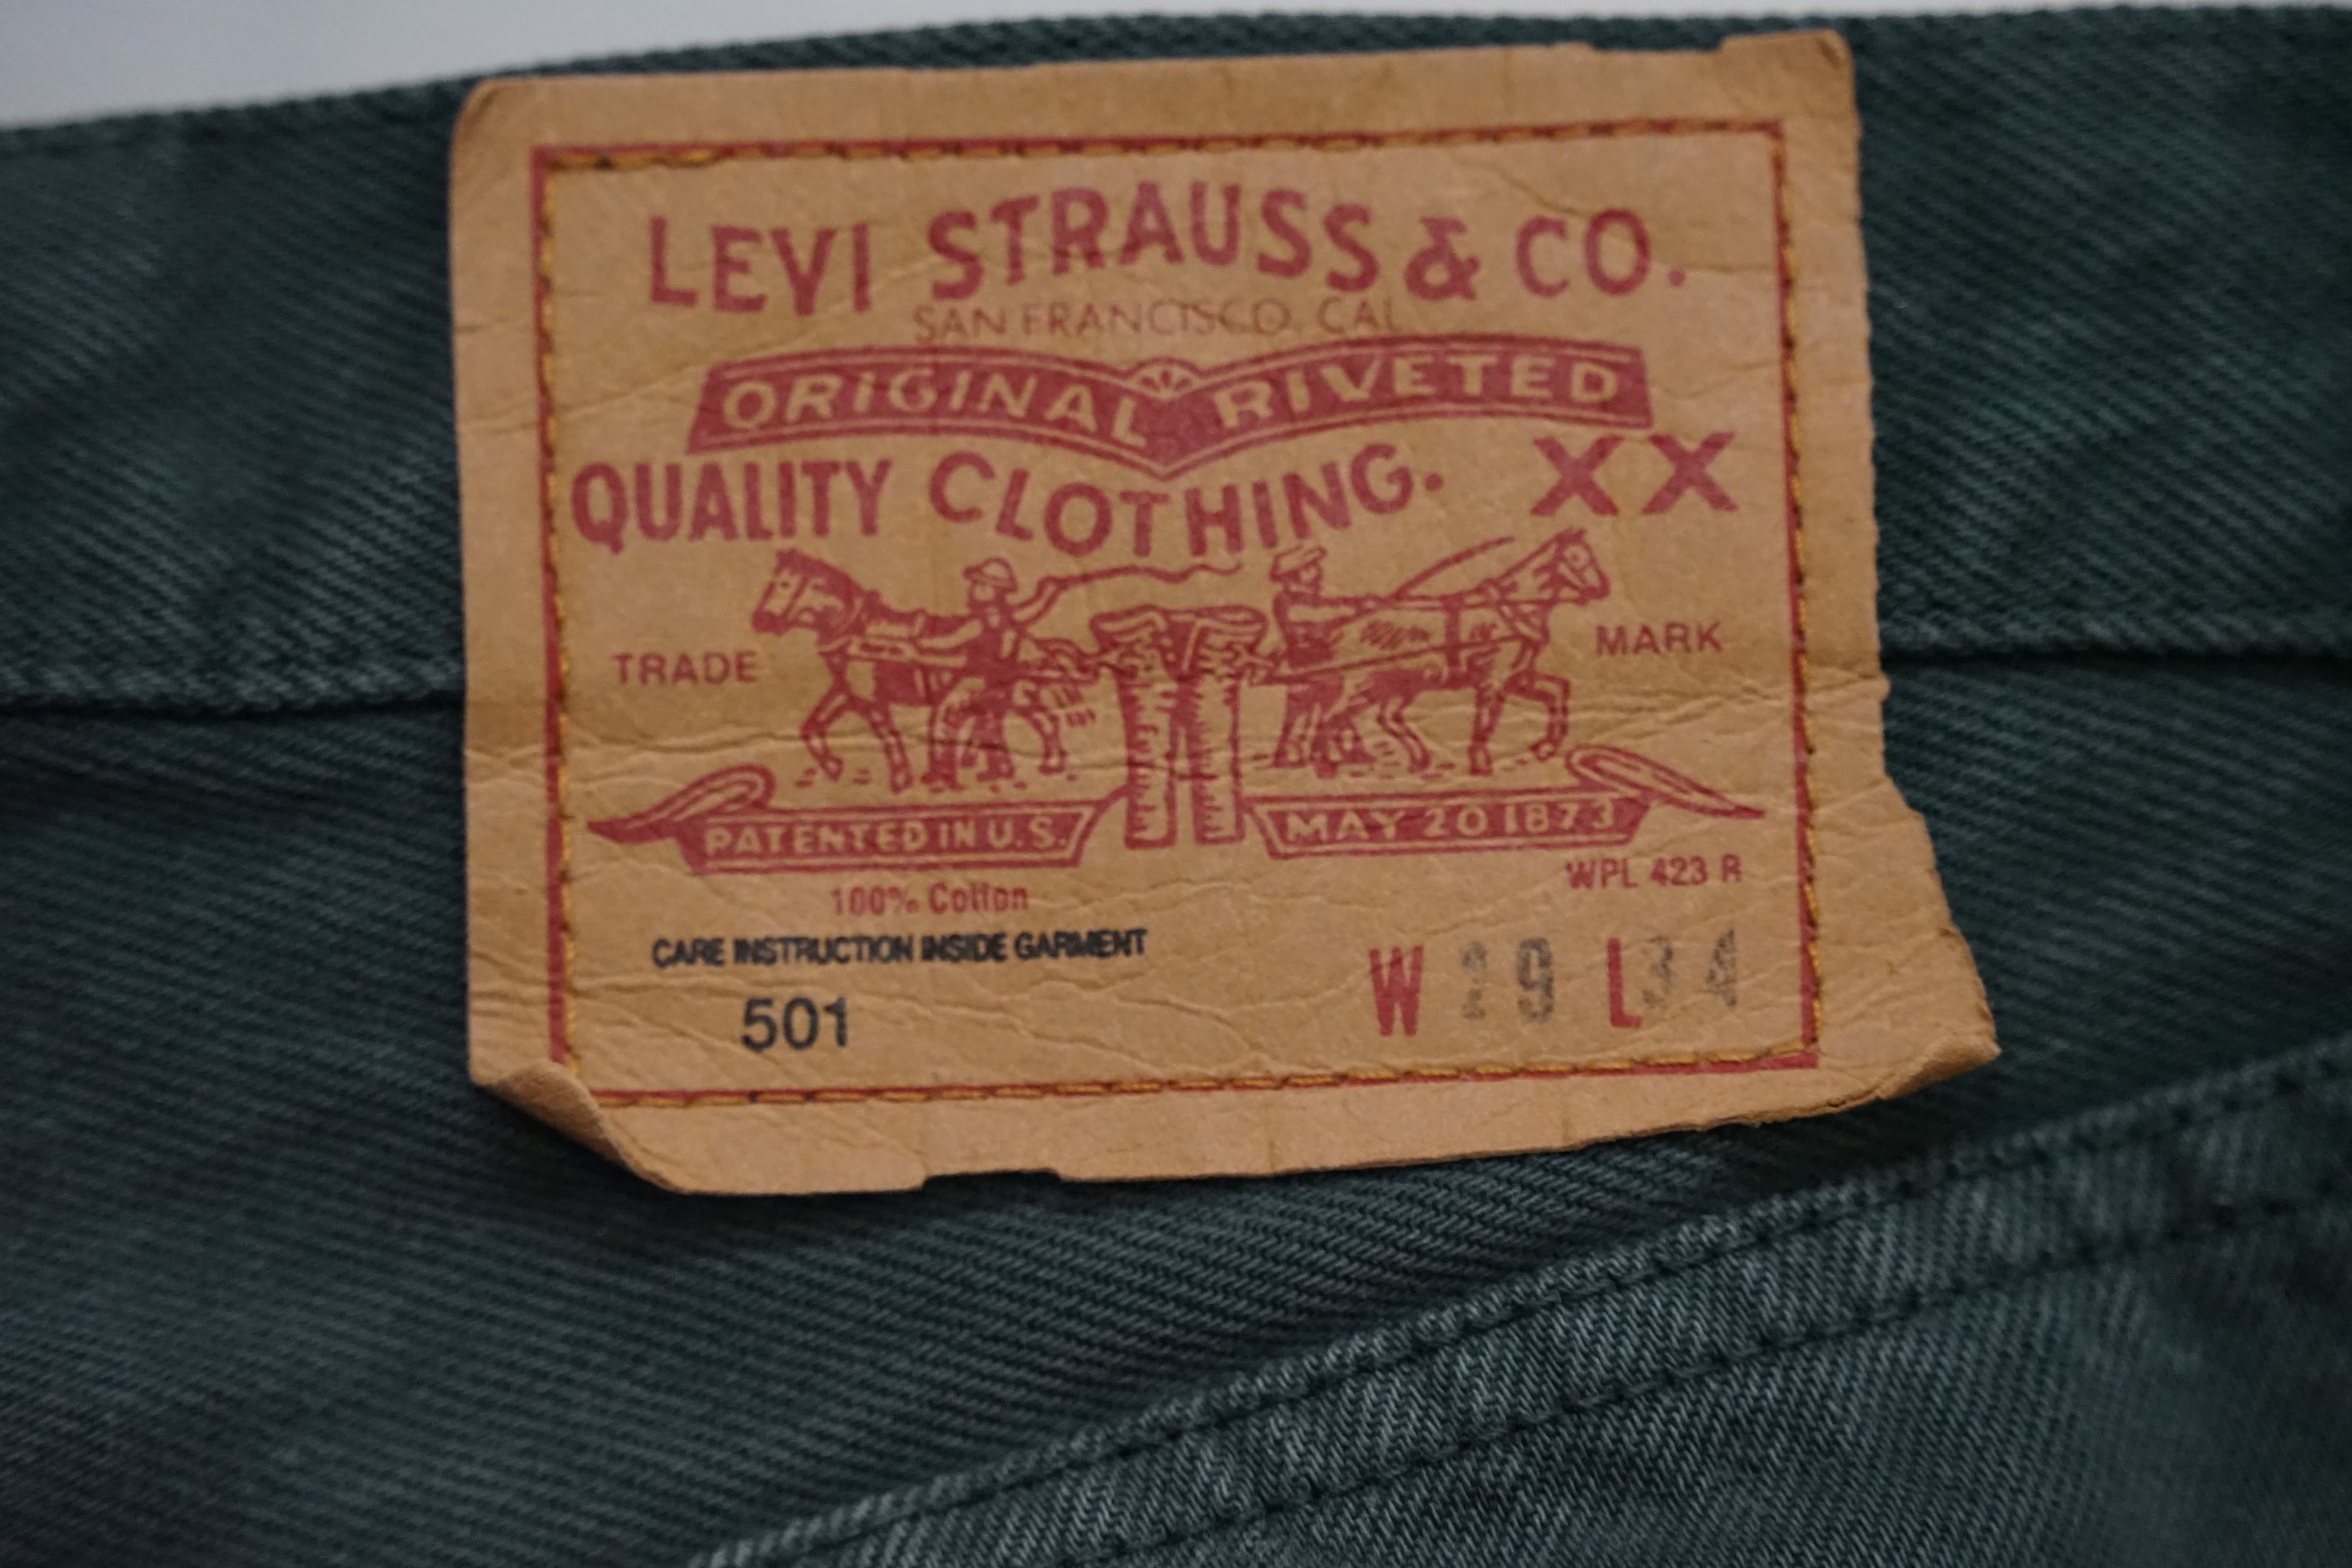 LEVI STRAUSS & CO.
SAN FRANCISCO, CAL
ORIGINAL RIVETED
QUALITY CLOTHING. XX
TRADE MARK
PATENTED IN U.S. MAY 20 1873
WPL 423 R
100% Cotton
CARE INSTRUCTION INSIDE GARMENT
501
W 29 L 34